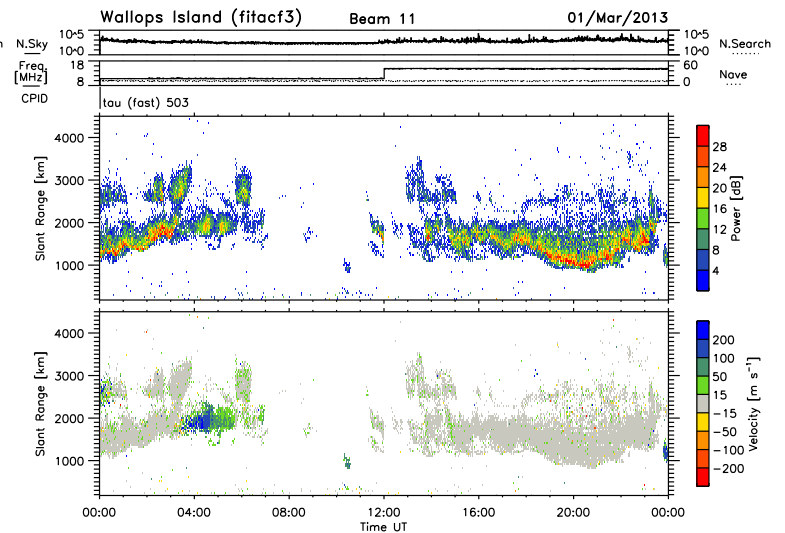 Wallops Island (fitacf3) Beam 11 01/Mar/2013
n N.Sky 10^5 10^0 10^5 10^0 N.Search
Freq. [MHz] 18 8 60 0 Nave
CPID tau (fast) 503
Slant Range [km] 4000 3000 2000 1000
28 24 20 16 12 8 4 Power [dB]
Slant Range [km] 4000 3000 2000 1000
200 100 50 15 −15 −50 −100 −200 Velocity [m s⁻¹]
00:00 04:00 08:00 12:00 16:00 20:00 00:00
Time UT